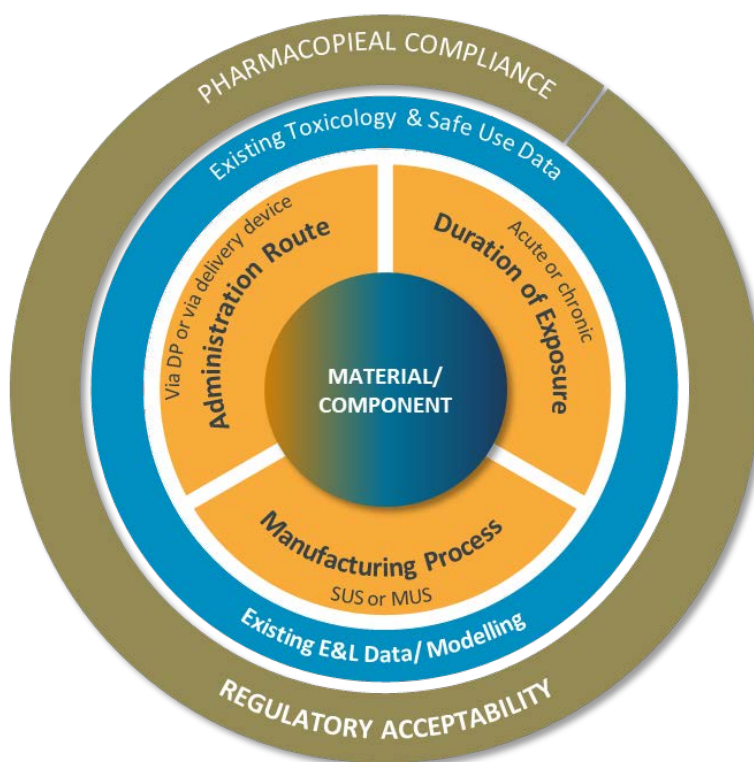 PHARMACOPIEAL COMPLIANCE
Existing Toxicology & Safe Use Data
Via DP or via delivery device
Administration Route
Acute or chronic
Duration of Exposure
MATERIAL/
COMPONENT
Manufacturing Process
SUS or MUS
Existing E&L Data/ Modelling
REGULATORY ACCEPTABILITY